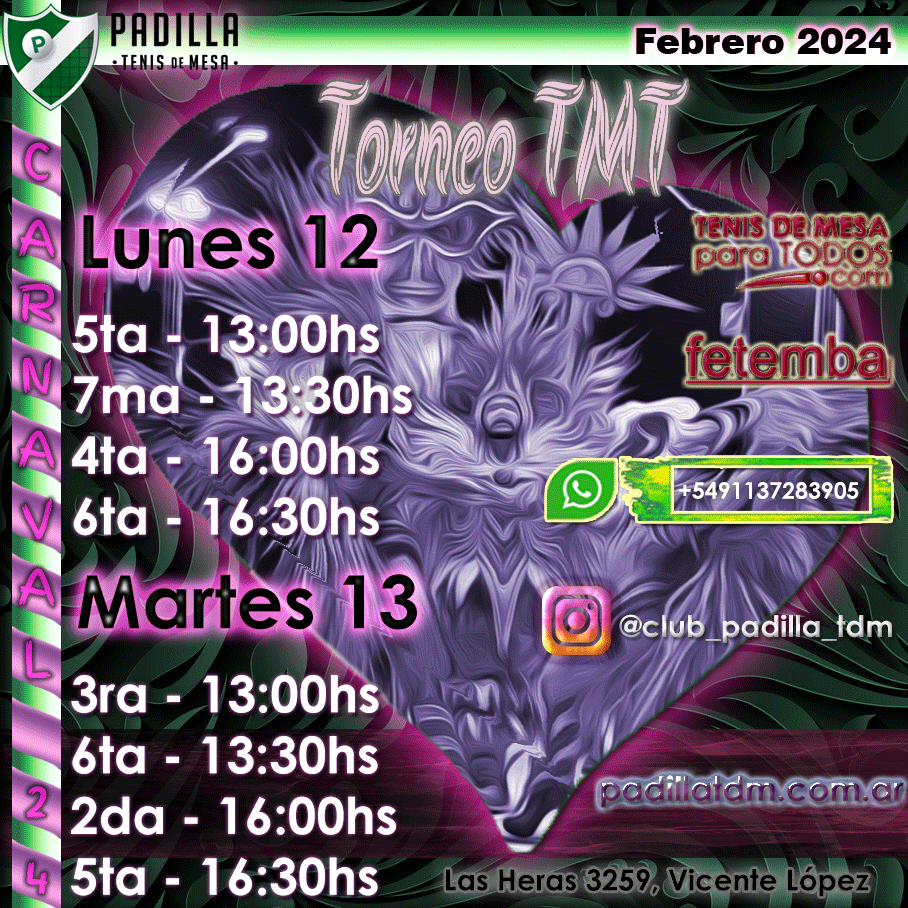 P
PADILLA
·TENIS DE MESA·
Febrero 2024
CARNAVAL 24
Torneo TMT
Lunes 12
5ta - 13:00hs
7ma - 13:30hs
4ta - 16:00hs
6ta - 16:30hs
Martes 13
3ra - 13:00hs
6ta - 13:30hs
2da - 16:00hs
5ta - 16:30hs
TENIS DE MESA
para TODOS
.com
fetemba
+5491137283905
@club_padilla_tdm
padillatdm.com.ar
Las Heras 3259, Vicente López